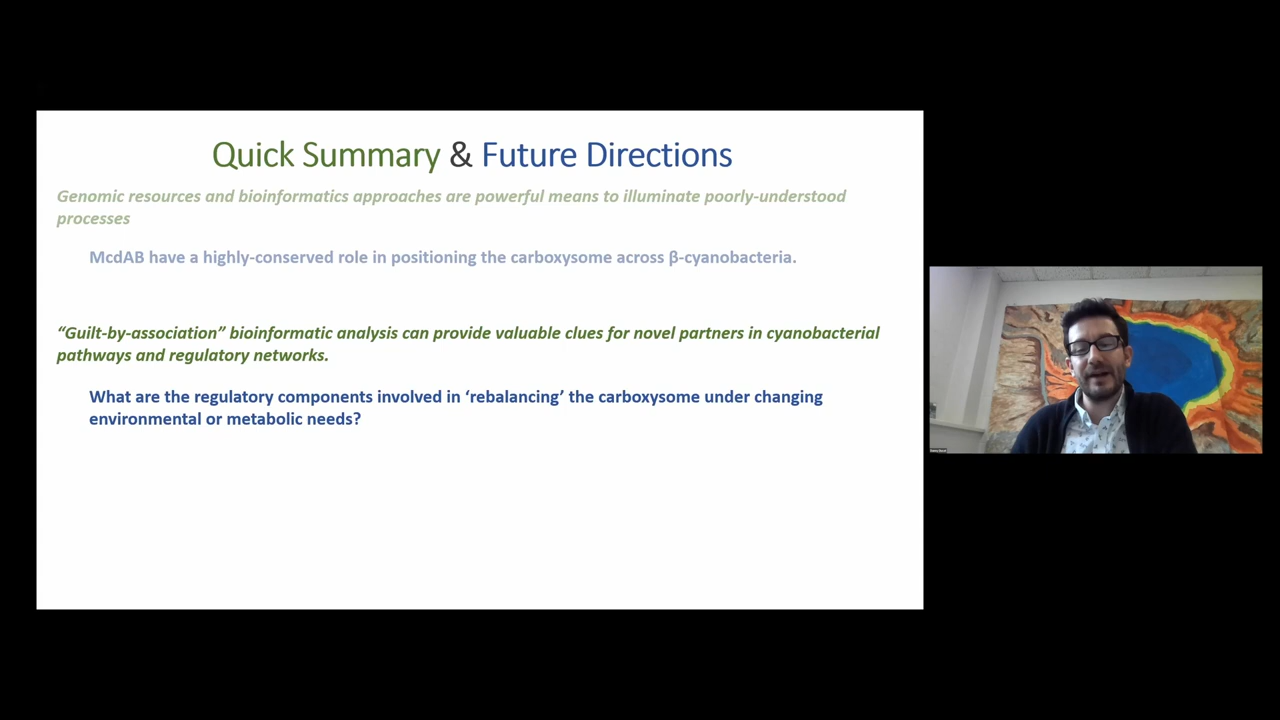 Quick Summary & Future Directions
Genomic resources and bioinformatics approaches are powerful means to illuminate poorly-understood
processes
McdAB have a highly-conserved role in positioning the carboxysome across β-cyanobacteria.
“Guilt-by-association” bioinformatic analysis can provide valuable clues for novel partners in cyanobacterial
pathways and regulatory networks.
What are the regulatory components involved in ‘rebalancing’ the carboxysome under changing
environmental or metabolic needs?